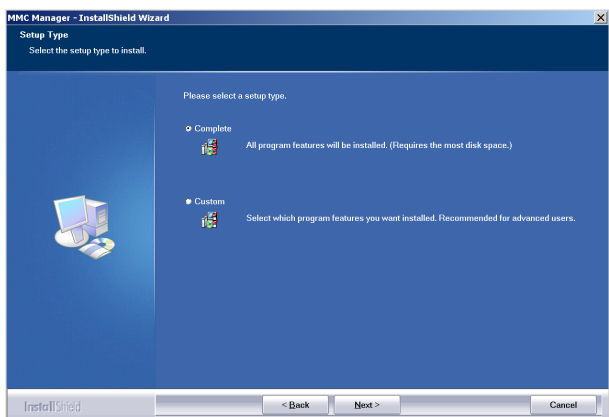 MMC Manager - InstallShield Wizard
Setup Type
Select the setup type to install.
Please select a setup type.
Complete
All program features will be installed. (Requires the most disk space.)
Custom
Select which program features you want installed. Recommended for advanced users.
InstallShield
< Back
Next >
Cancel